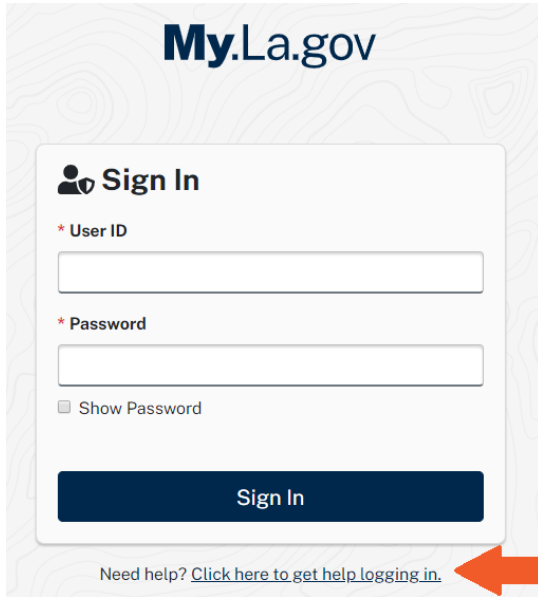 My.La.gov
Sign In
* User ID
* Password
Show Password
Sign In
Need help? Click here to get help logging in.